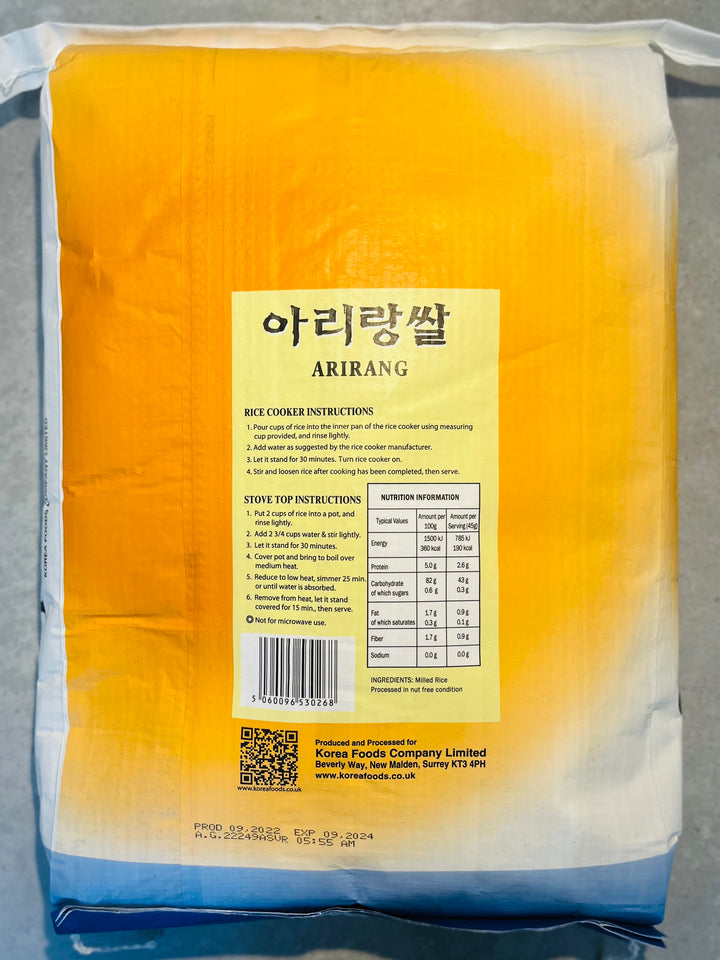 아리랑쌀
ARIRANG
RICE COOKER INSTRUCTIONS
1. Pour cups of rice into the inner pan of the rice cooker using measuring
cup provided, and rinse lightly.
2. Add water as suggested by the rice cooker manufacturer.
3. Let it stand for 30 minutes. Turn rice cooker on.
4. Stir and loosen rice after cooking has been completed, then serve.
STOVE TOP INSTRUCTIONS
1. Put 2 cups of rice into a pot, and
rinse lightly.
2. Add 2 3/4 cups water & stir lightly.
3. Let it stand for 30 minutes.
4. Cover pot and bring to boil over
medium heat.
5. Reduce to low heat, simmer 25 min.
or until water is absorbed.
6. Remove from heat, let it stand
covered for 15 min., then serve.
Not for microwave use.
NUTRITION INFORMATION
Typical Values Amount per 100g Amount per Serving (45g)
Energy 1500 kJ 785 kJ
360 kcal 190 kcal
Protein 5.0 g 2.6 g
Carbohydrate 82 g 43 g
of which sugars 0.6 g 0.3 g
Fat 1.7 g 0.9 g
of which saturates 0.3 g 0.1 g
Fiber 1.7 g 0.9 g
Sodium 0.0 g 0.0 g
INGREDIENTS: Milled Rice
Processed in nut free condition
5 060096 530268
www.koreafoods.co.uk
Produced and Processed for
Korea Foods Company Limited
Beverly Way, New Malden, Surrey KT3 4PH
www.koreafoods.co.uk
PROD 09,2022 EXP 09,2024
A.G.22249ASVR 05:55 AM
KOREA FOODS LIMITED